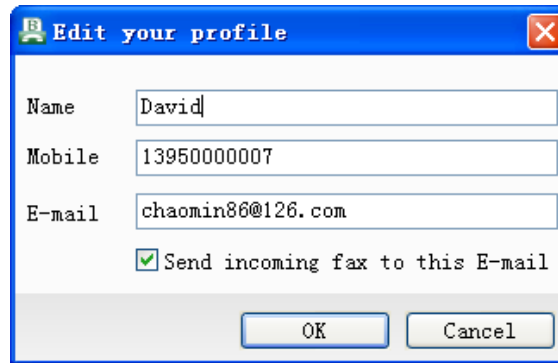 Edit your profile
Name David
Mobile 13950000007
E-mail chaomin86@126.com
Send incoming fax to this E-mail
OK Cancel